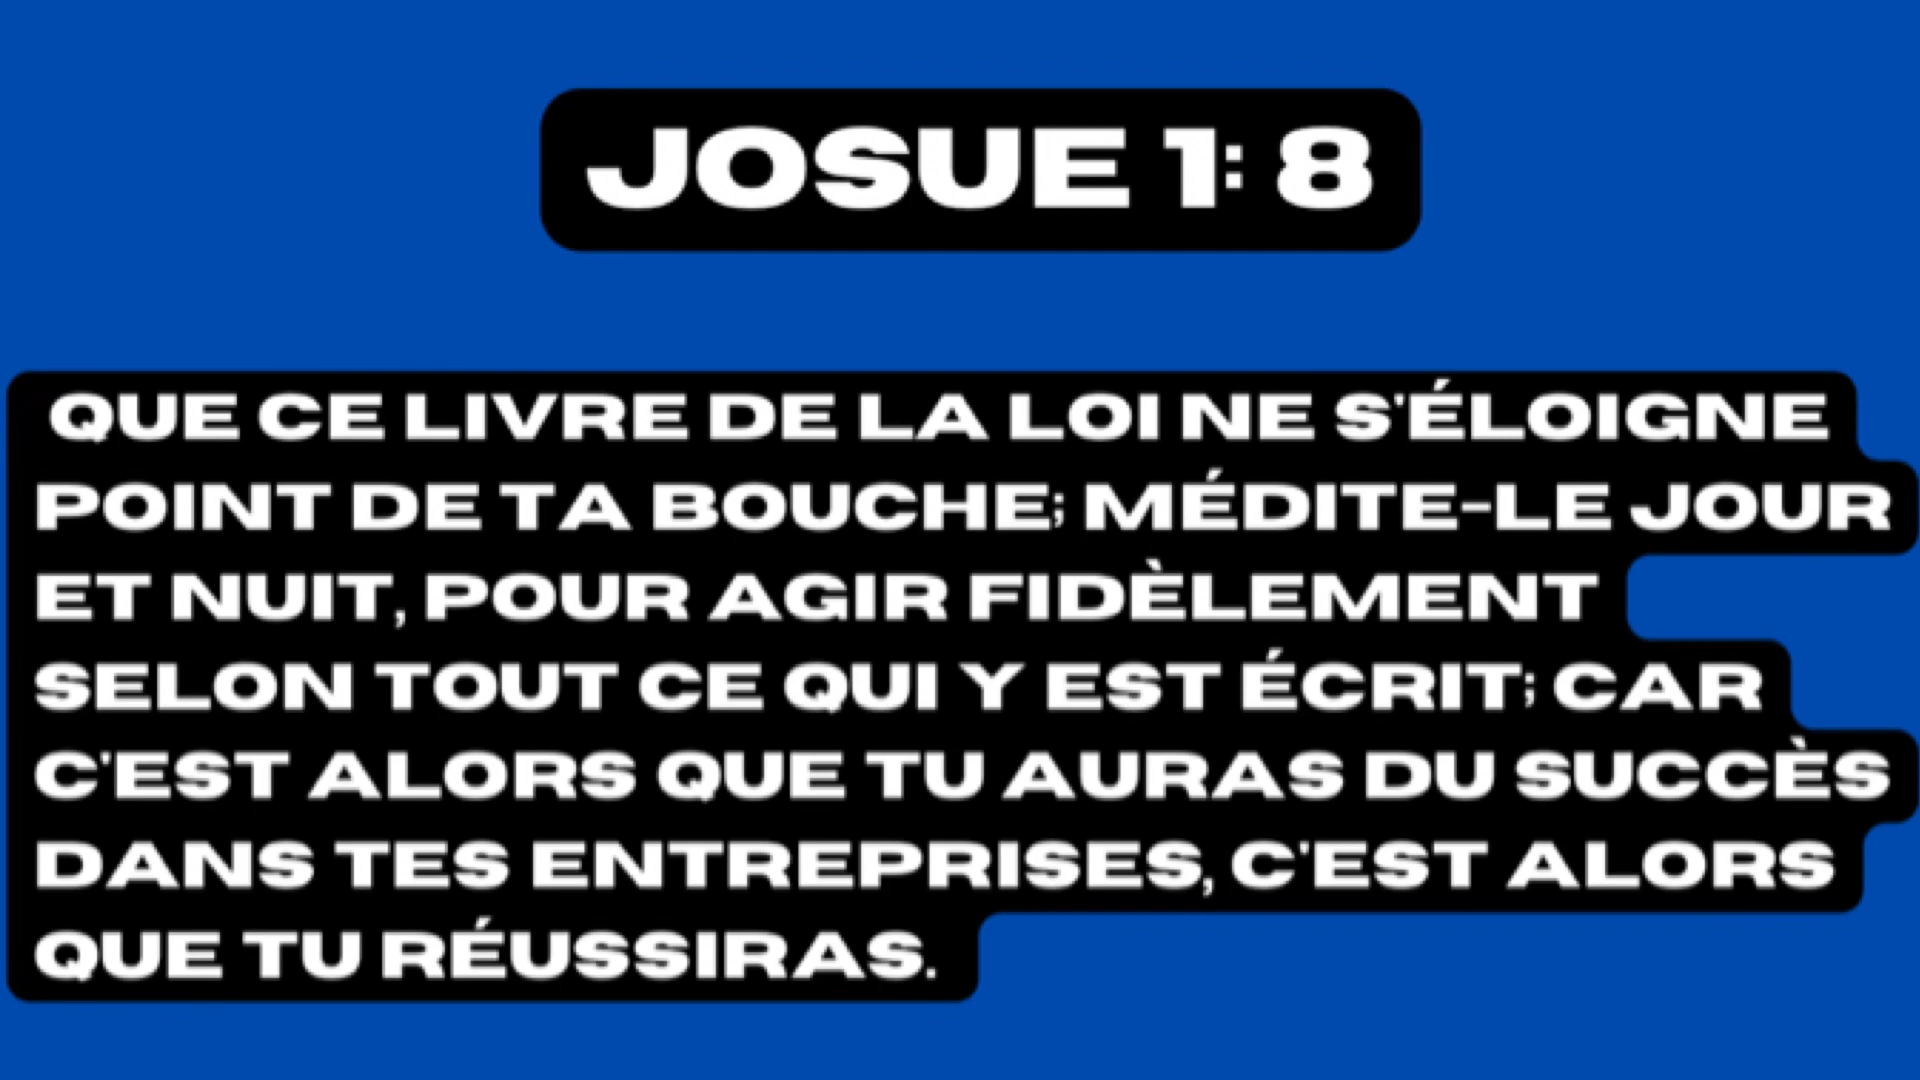 JOSUE 1: 8
QUE CE LIVRE DE LA LOI NE S'ÉLOIGNE
POINT DE TA BOUCHE; MÉDITE-LE JOUR
ET NUIT, POUR AGIR FIDÈLEMENT
SELON TOUT CE QUI Y EST ÉCRIT; CAR
C'EST ALORS QUE TU AURAS DU SUCCÈS
DANS TES ENTREPRISES, C'EST ALORS
QUE TU RÉUSSIRAS.